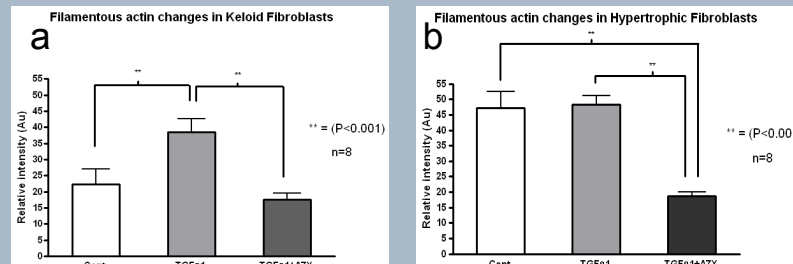 Filamentous actin changes in Keloid Fibroblasts
a
**
**
55
50
45
40
35
30
25
20
15
10
5
0
Relative intensity (Au)
** = (P<0.001)
n=8
Filamentous actin changes in Hypertrophic Fibroblasts
b
**
**
55
50
45
40
35
30
25
20
15
10
5
0
Relative intensity (Au)
** = (P<0.00
n=8